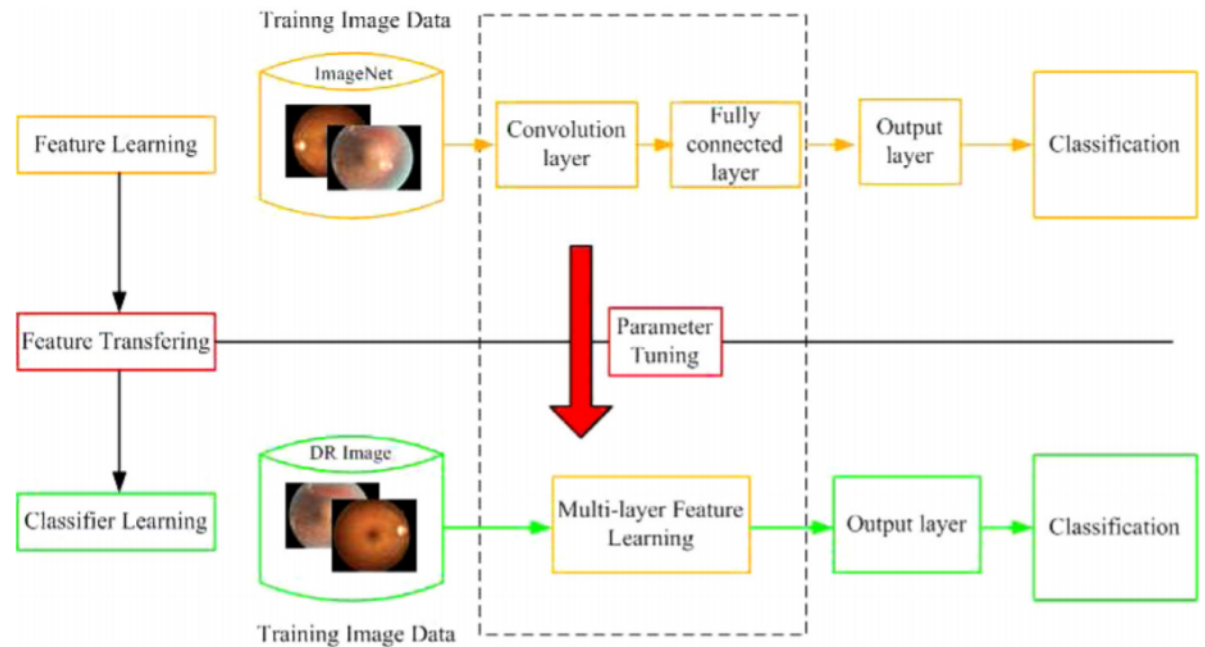 Trainng Image Data
ImageNet
Feature Learning
Convolution
layer
Fully
connected
layer
Output
layer
Classification
Feature Transfering
Parameter
Tuning
DR Image
Classifier Learning
Multi-layer Feature
Learning
Output layer
Classification
Training Image Data